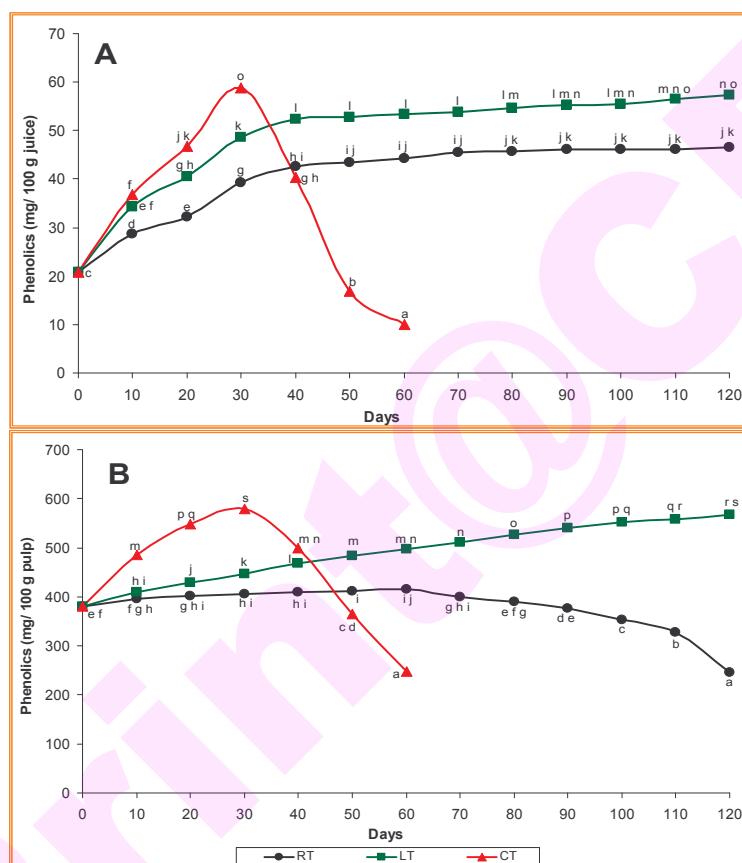 A
Phenolics (mg/ 100 g juice)
70
60
50
40
30
20
10
0
o
j k
f
k
g h
e f
d
e
g
c
l
l
l
l
l m
l m n
l m n
m n o
n o
h i
g h
i j
i j
i j
j k
j k
j k
j k
j k
b
a
0 10 20 30 40 50 60 70 80 90 100 110 120
Days
B
Phenolics (mg/ 100 g pulp)
700
600
500
400
300
200
100
0
s
p q
m
m n
h i
j
k
l
m
m n
n
o
p
p q
q r
r s
e f
f g h
g h i
h i
h i
i
i j
g h i
e f g
d e
c
b
a
c d
a
0 10 20 30 40 50 60 70 80 90 100 110 120
Days
RT LT CT
rint@c